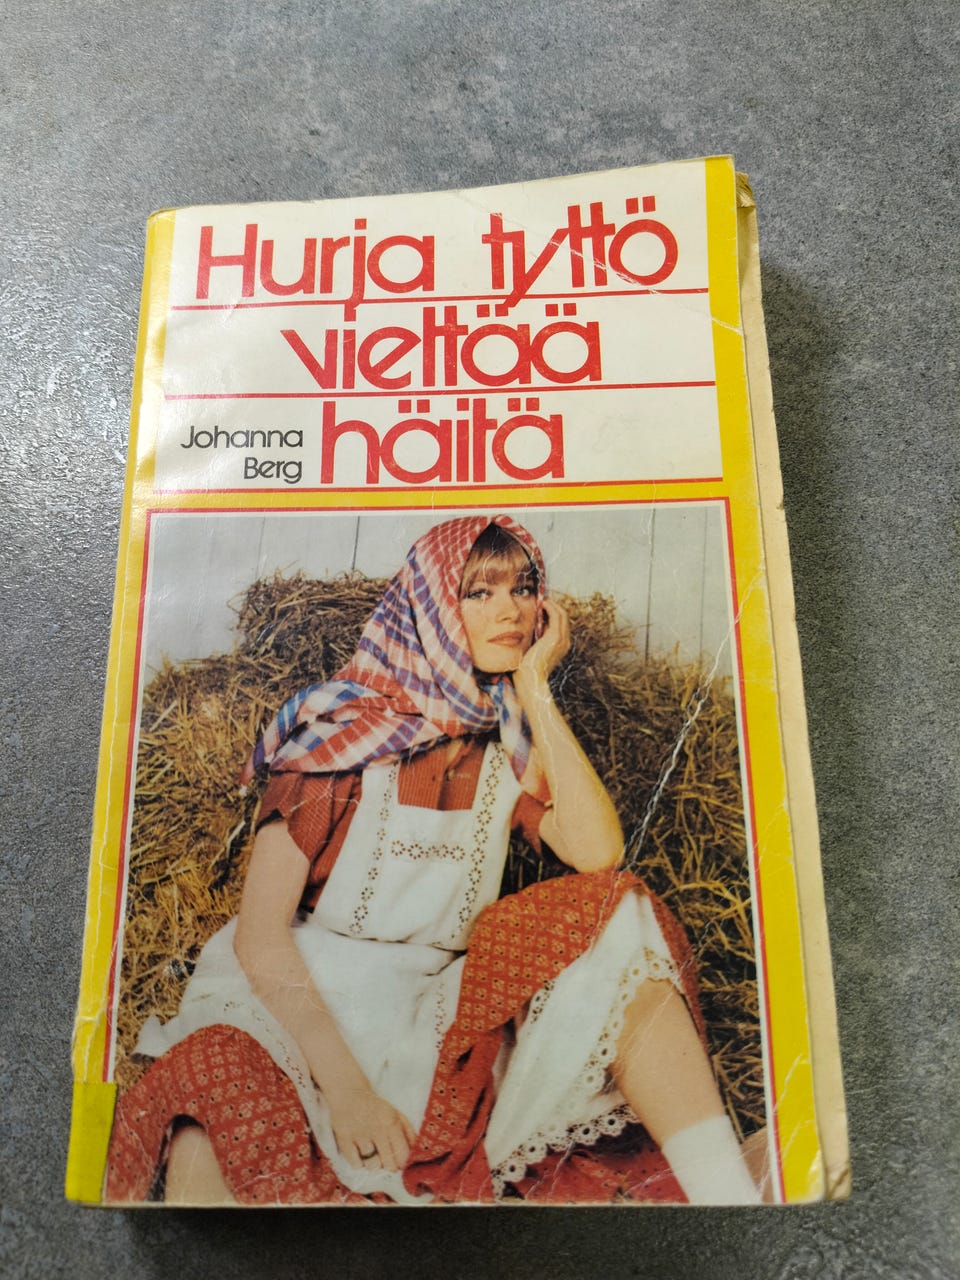 Hurja tyttö
viettää
häitä
Johanna
Berg